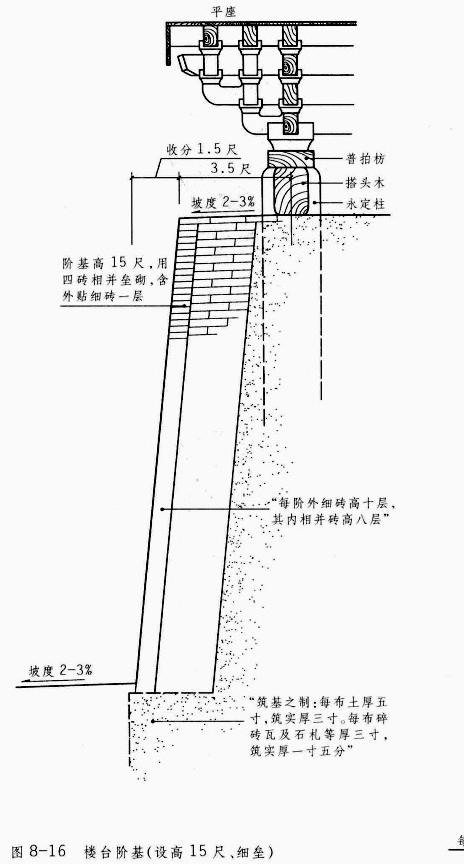 平座
收分 1.5 尺
3.5 尺
普拍枋
搭头木
永定柱
坡度 2-3%
阶基高 15 尺，用
四砖相并垒砌，含
外贴细砖一层
“每阶外细砖高十层，
其内相并砖高八层”
坡度 2-3%
“筑基之制：每布土厚五
寸，筑实厚三寸。每布碎
砖瓦及石札等厚三寸，
筑实厚一寸五分”
图 8-16 楼台阶基(设高 15 尺、细垒)